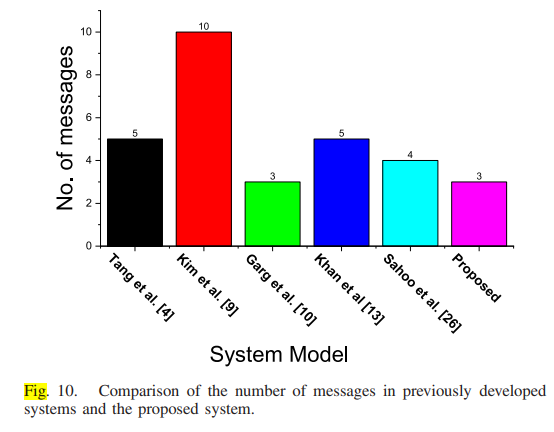 No. of messages
10
8
6
4
2
0
5
10
3
5
4
3
Tang et al. [4]
Kim et al. [9]
Garg et al. [10]
Khan et al [13]
Sahoo et al. [26]
Proposed
System Model
Fig. 10. Comparison of the number of messages in previously developed
systems and the proposed system.